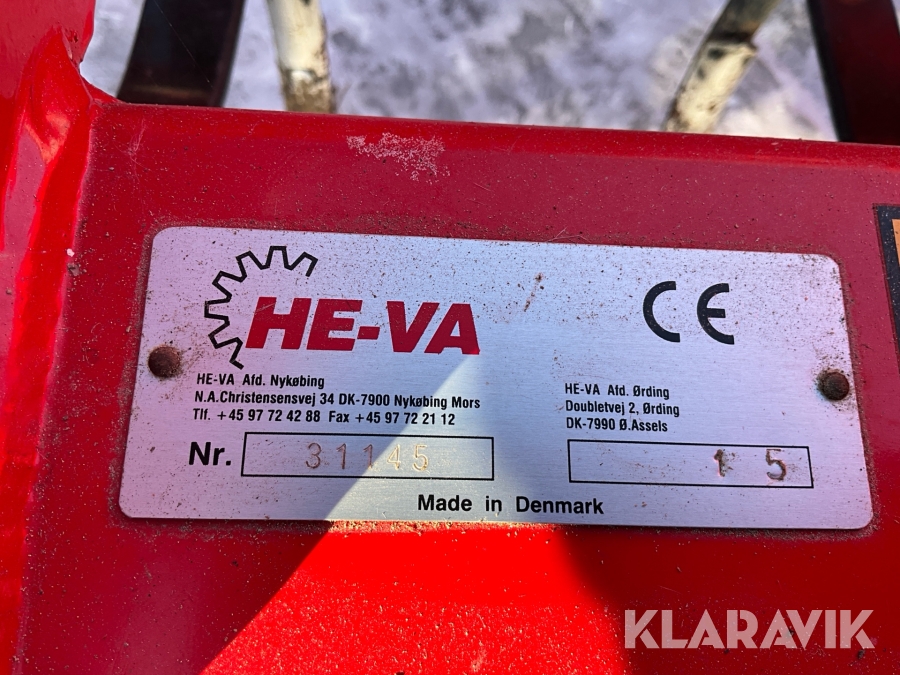 HE-VA
CE
HE-VA Afd. Nykøbing
N.A.Christensensvej 34 DK-7900 Nykøbing Mors
Tlf. +45 97 72 42 88 Fax +45 97 72 21 12
HE-VA Afd. Ørding
Doubletvej 2, Ørding
DK-7990 Ø.Assels
Nr. 31145
1 5
Made in Denmark
KLARAVIK